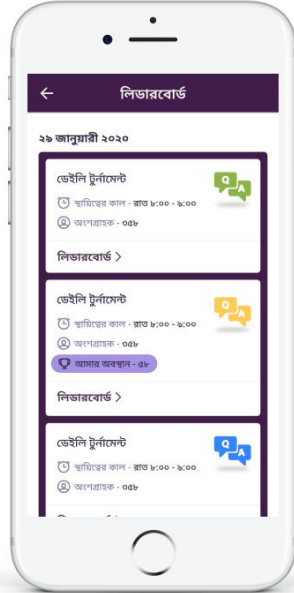 লিডারবোর্ড
২৯ জানুয়ারী ২০২০
ডেইলি টুর্নামেন্ট
স্থায়িত্বের কাল - রাত ৮:০০ - ৯:০০
অংশগ্রাহক - ৩৫৮
লিডারবোর্ড >
Q A
ডেইলি টুর্নামেন্ট
স্থায়িত্বের কাল - রাত ৮:০০ - ৯:০০
অংশগ্রাহক - ৩৫৮
আমার অবস্থান - ৫৮
লিডারবোর্ড >
Q A
ডেইলি টুর্নামেন্ট
স্থায়িত্বের কাল - রাত ৮:০০ - ৯:০০
অংশগ্রাহক - ৩৫৮
Q A